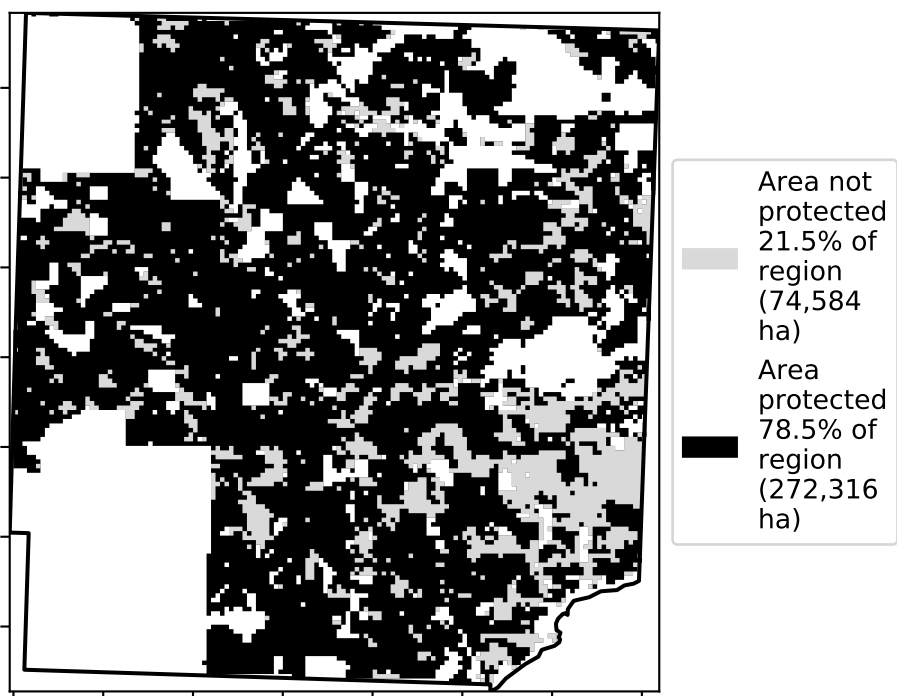 Area not
protected
21.5% of
region
(74,584
ha)
Area
protected
78.5% of
region
(272,316
ha)